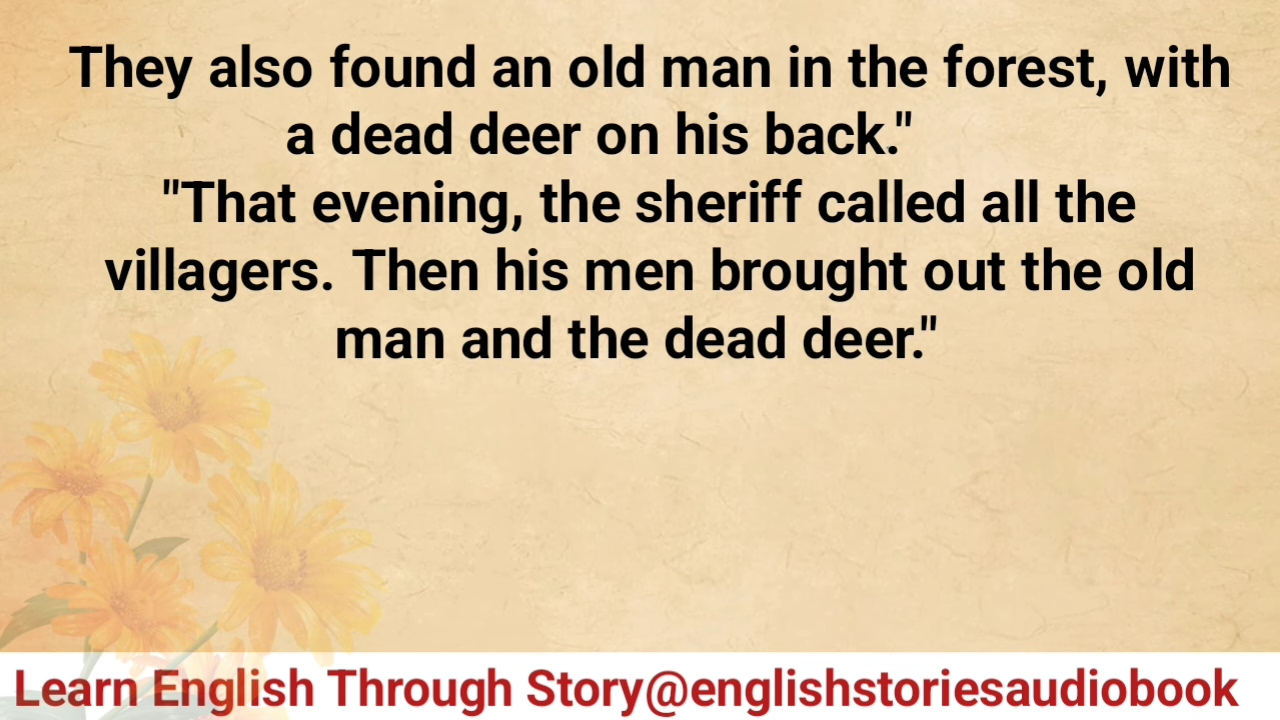 They also found an old man in the forest, with
a dead deer on his back."
"That evening, the sheriff called all the
villagers. Then his men brought out the old
man and the dead deer."
Learn English Through Story@englishstoriesaudiobook